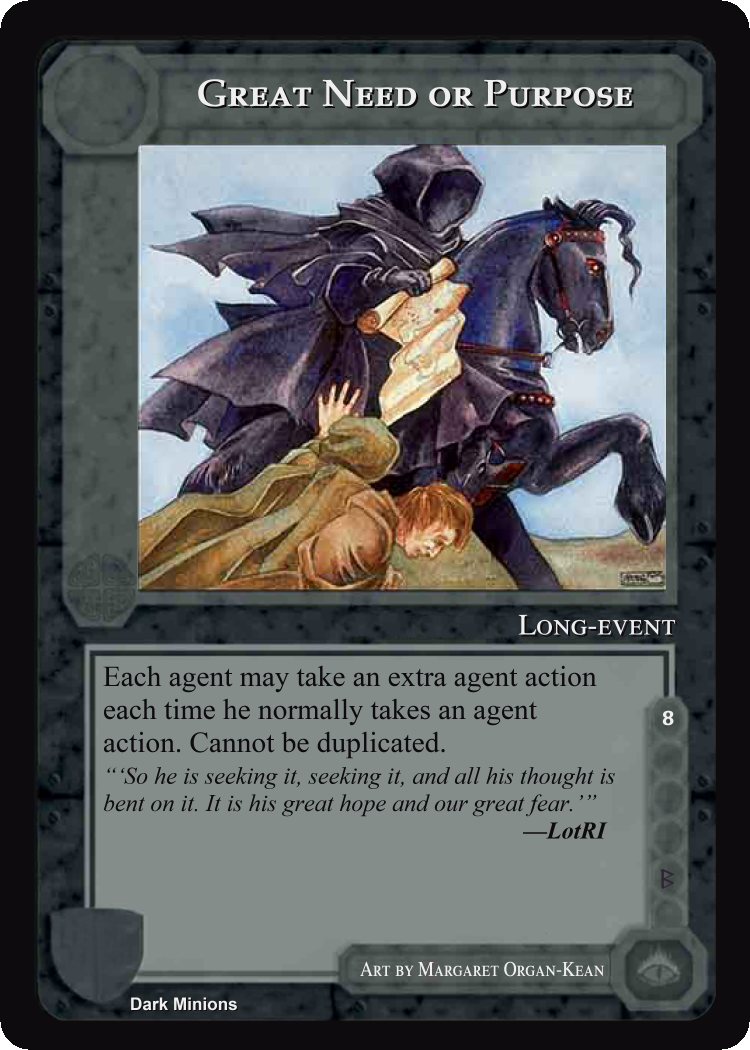 Great Need or Purpose
Long-event
Each agent may take an extra agent action
each time he normally takes an agent
action. Cannot be duplicated.
“‘So he is seeking it, seeking it, and all his thought is
bent on it. It is his great hope and our great fear.’”
—LotRI
8
Art by Margaret Organ-Kean
Dark Minions